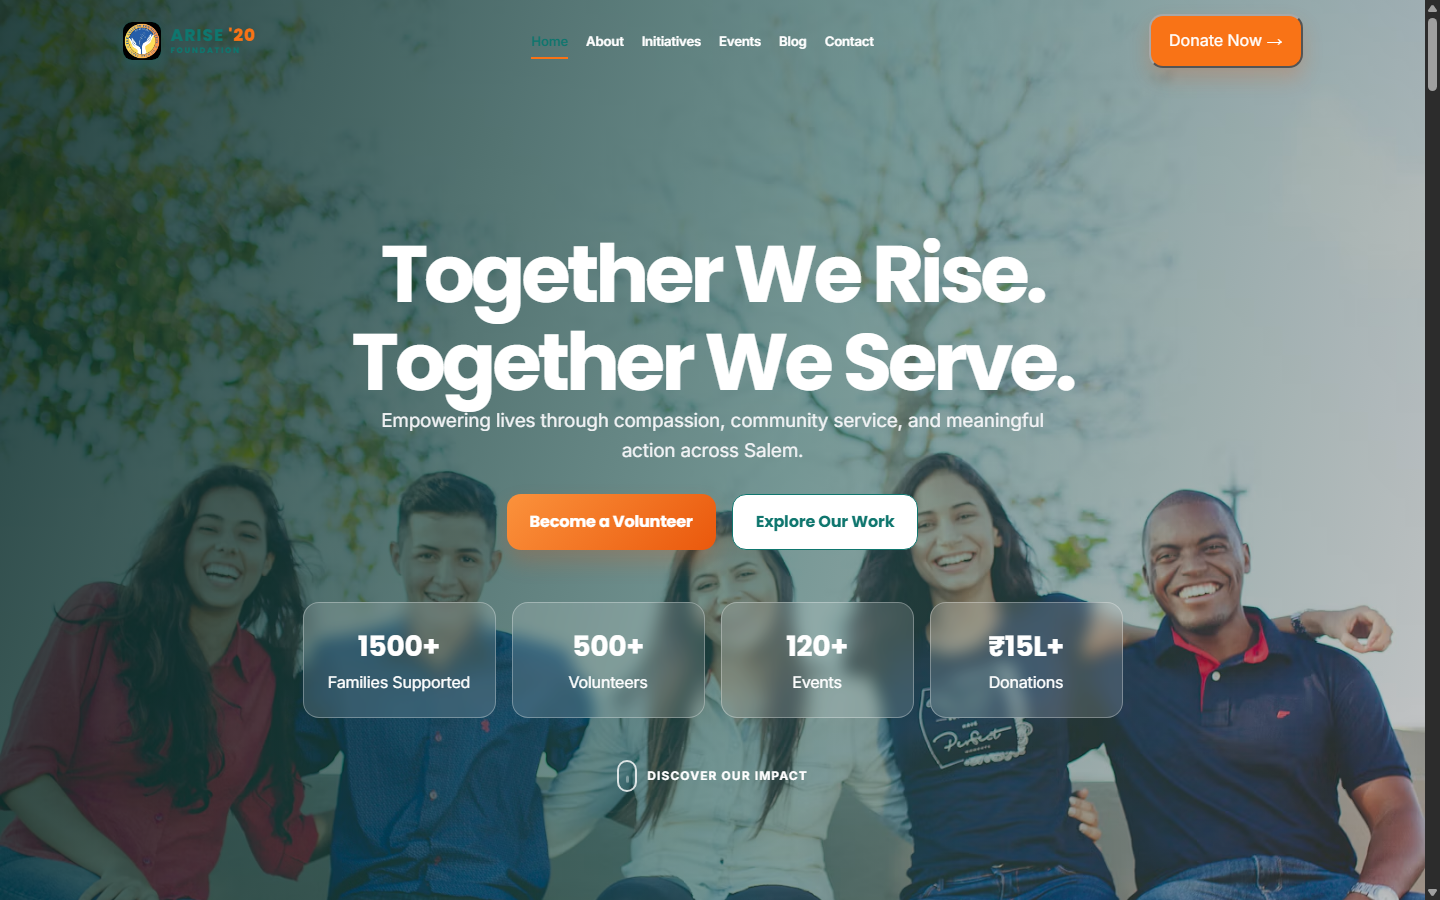 ARISE '20
FOUNDATION
Home
About
Initiatives
Events
Blog
Contact
Donate Now →
Together We Rise.
Together We Serve.
Empowering lives through compassion, community service, and meaningful
action across Salem.
Become a Volunteer
Explore Our Work
1500+
Families Supported
500+
Volunteers
120+
Events
₹15L+
Donations
Perfect
DISCOVER OUR IMPACT